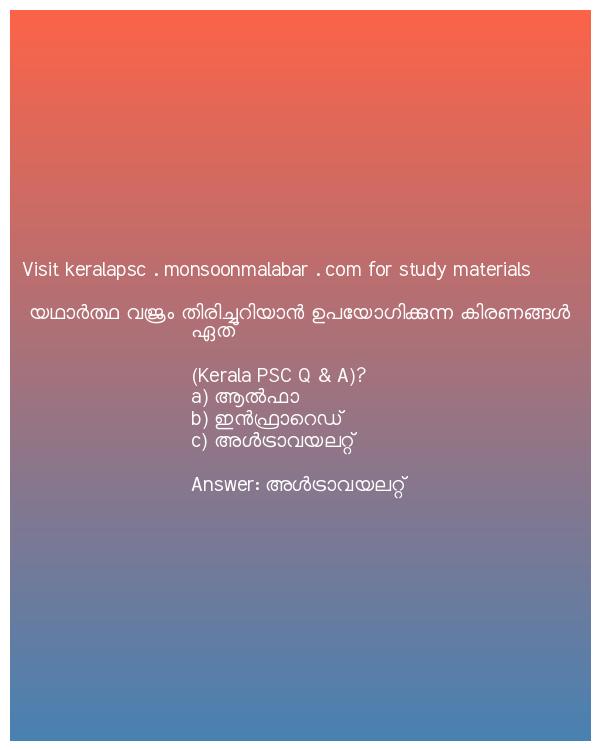 Visit keralapsc . monsoonmalabar . com for study materials
യഥാർത്ഥ വജ്രം തിരിച്ചറിയാൻ ഉപയോഗിക്കുന്ന കിരണങ്ങൾ
ഏത്
(Kerala PSC Q & A)?
a) ആൽഫാ
b) ഇൻഫ്രാറെഡ്
c) അൾട്രാവയലറ്റ്
Answer: അൾട്രാവയലറ്റ്